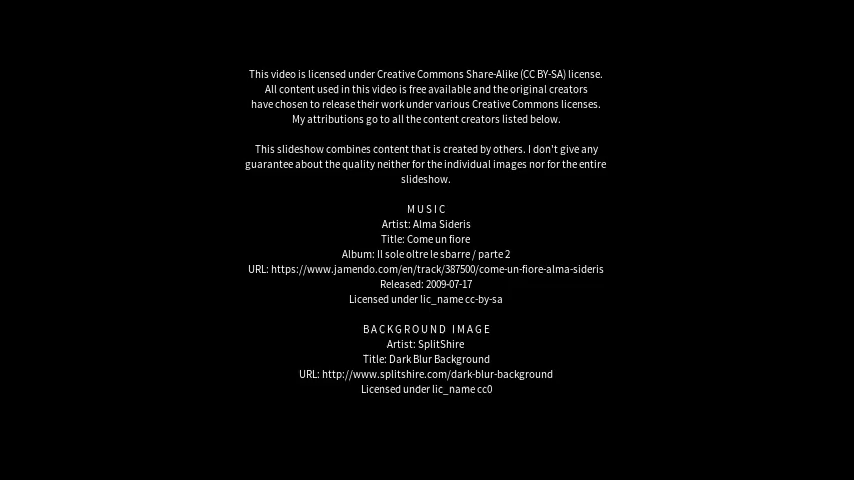 This video is licensed under Creative Commons Share-Alike (CC BY-SA) license.
All content used in this video is free available and the original creators
have chosen to release their work under various Creative Commons licenses.
My attributions go to all the content creators listed below.
This slideshow combines content that is created by others. I don't give any
guarantee about the quality neither for the individual images nor for the entire
slideshow.
MUSIC
Artist: Alma Sideris
Title: Come un fiore
Album: Il sole oltre le sbarre / parte 2
URL: https://www.jamendo.com/en/track/387500/come-un-fiore-alma-sideris
Released: 2009-07-17
Licensed under lic_name cc-by-sa
BACKGROUND IMAGE
Artist: SplitShire
Title: Dark Blur Background
URL: http://www.splitshire.com/dark-blur-background
Licensed under lic_name cc0